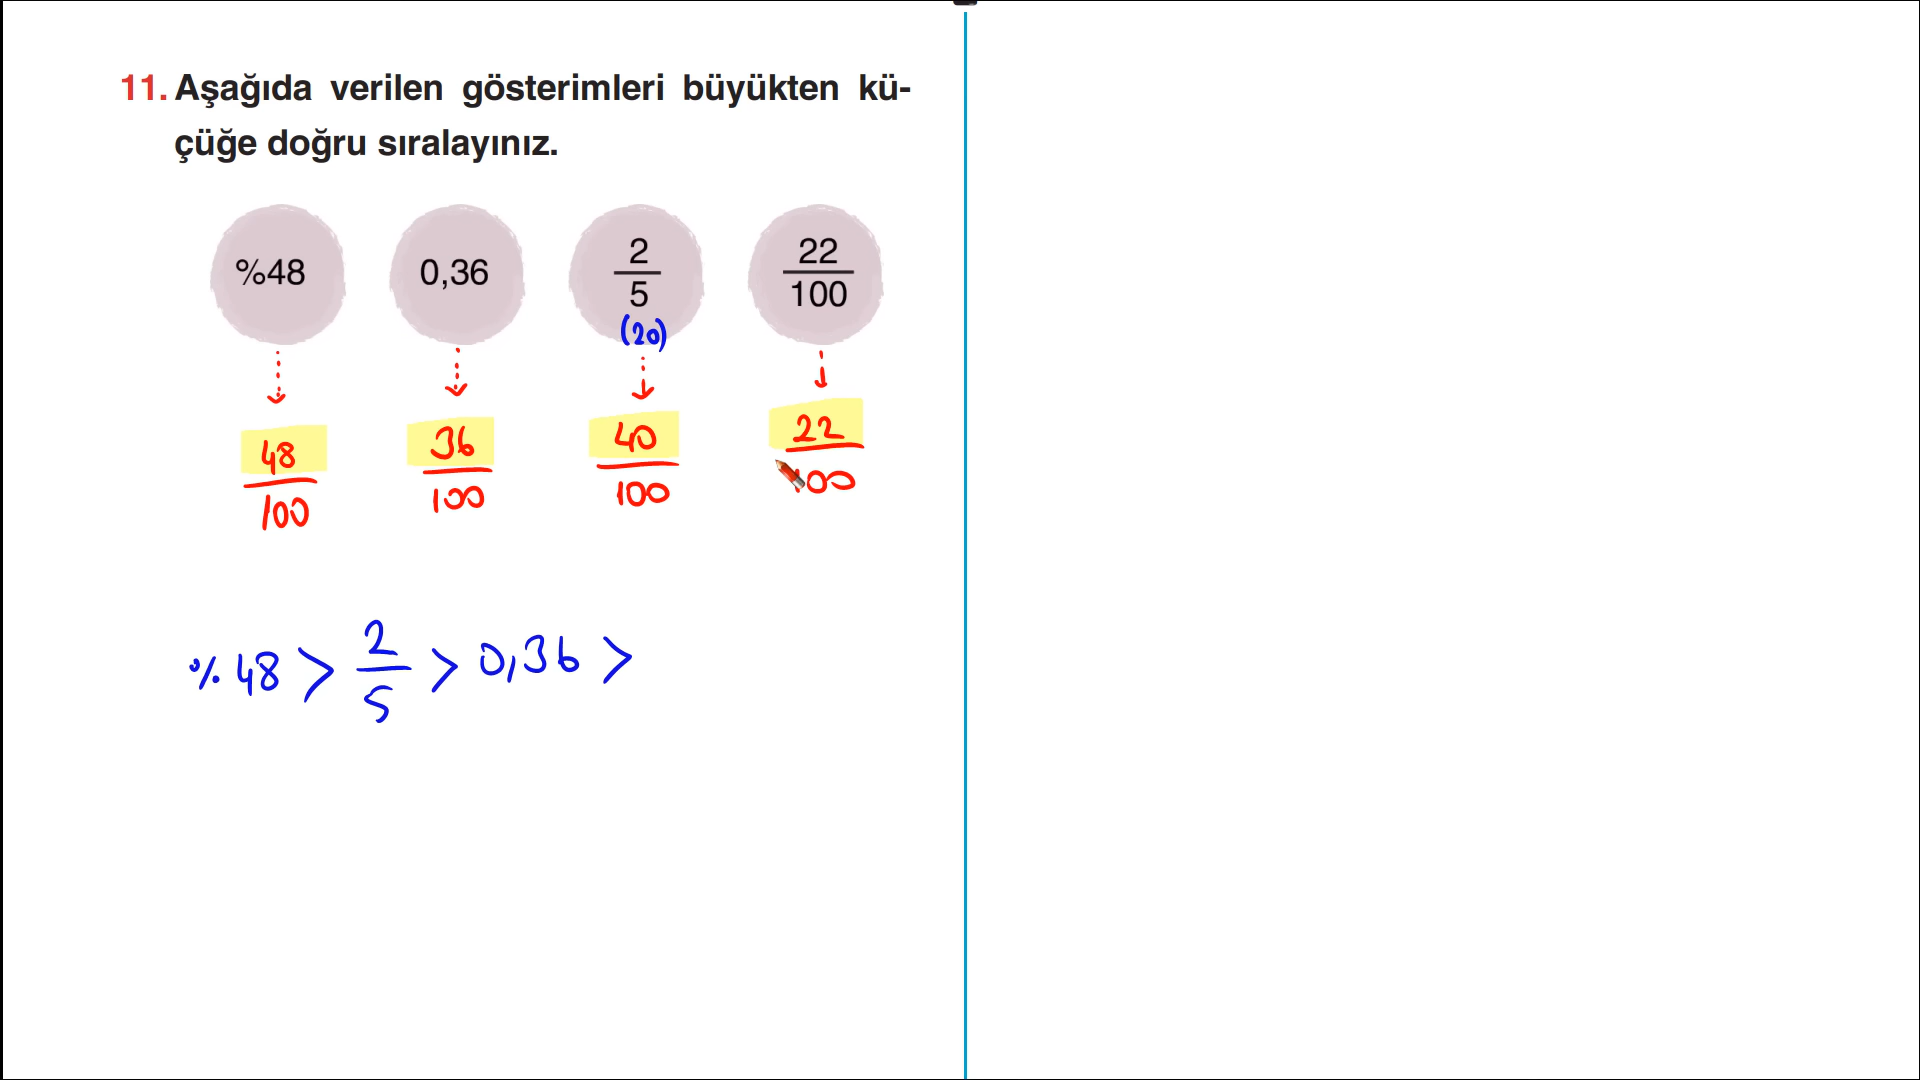 11. Aşağıda verilen gösterimleri büyükten kü-
çüğe doğru sıralayınız.
%48 0,36 2/5 22/100
(20)
48/100 36/100 40/100 22/100
%48 > 2/5 > 0,36 >